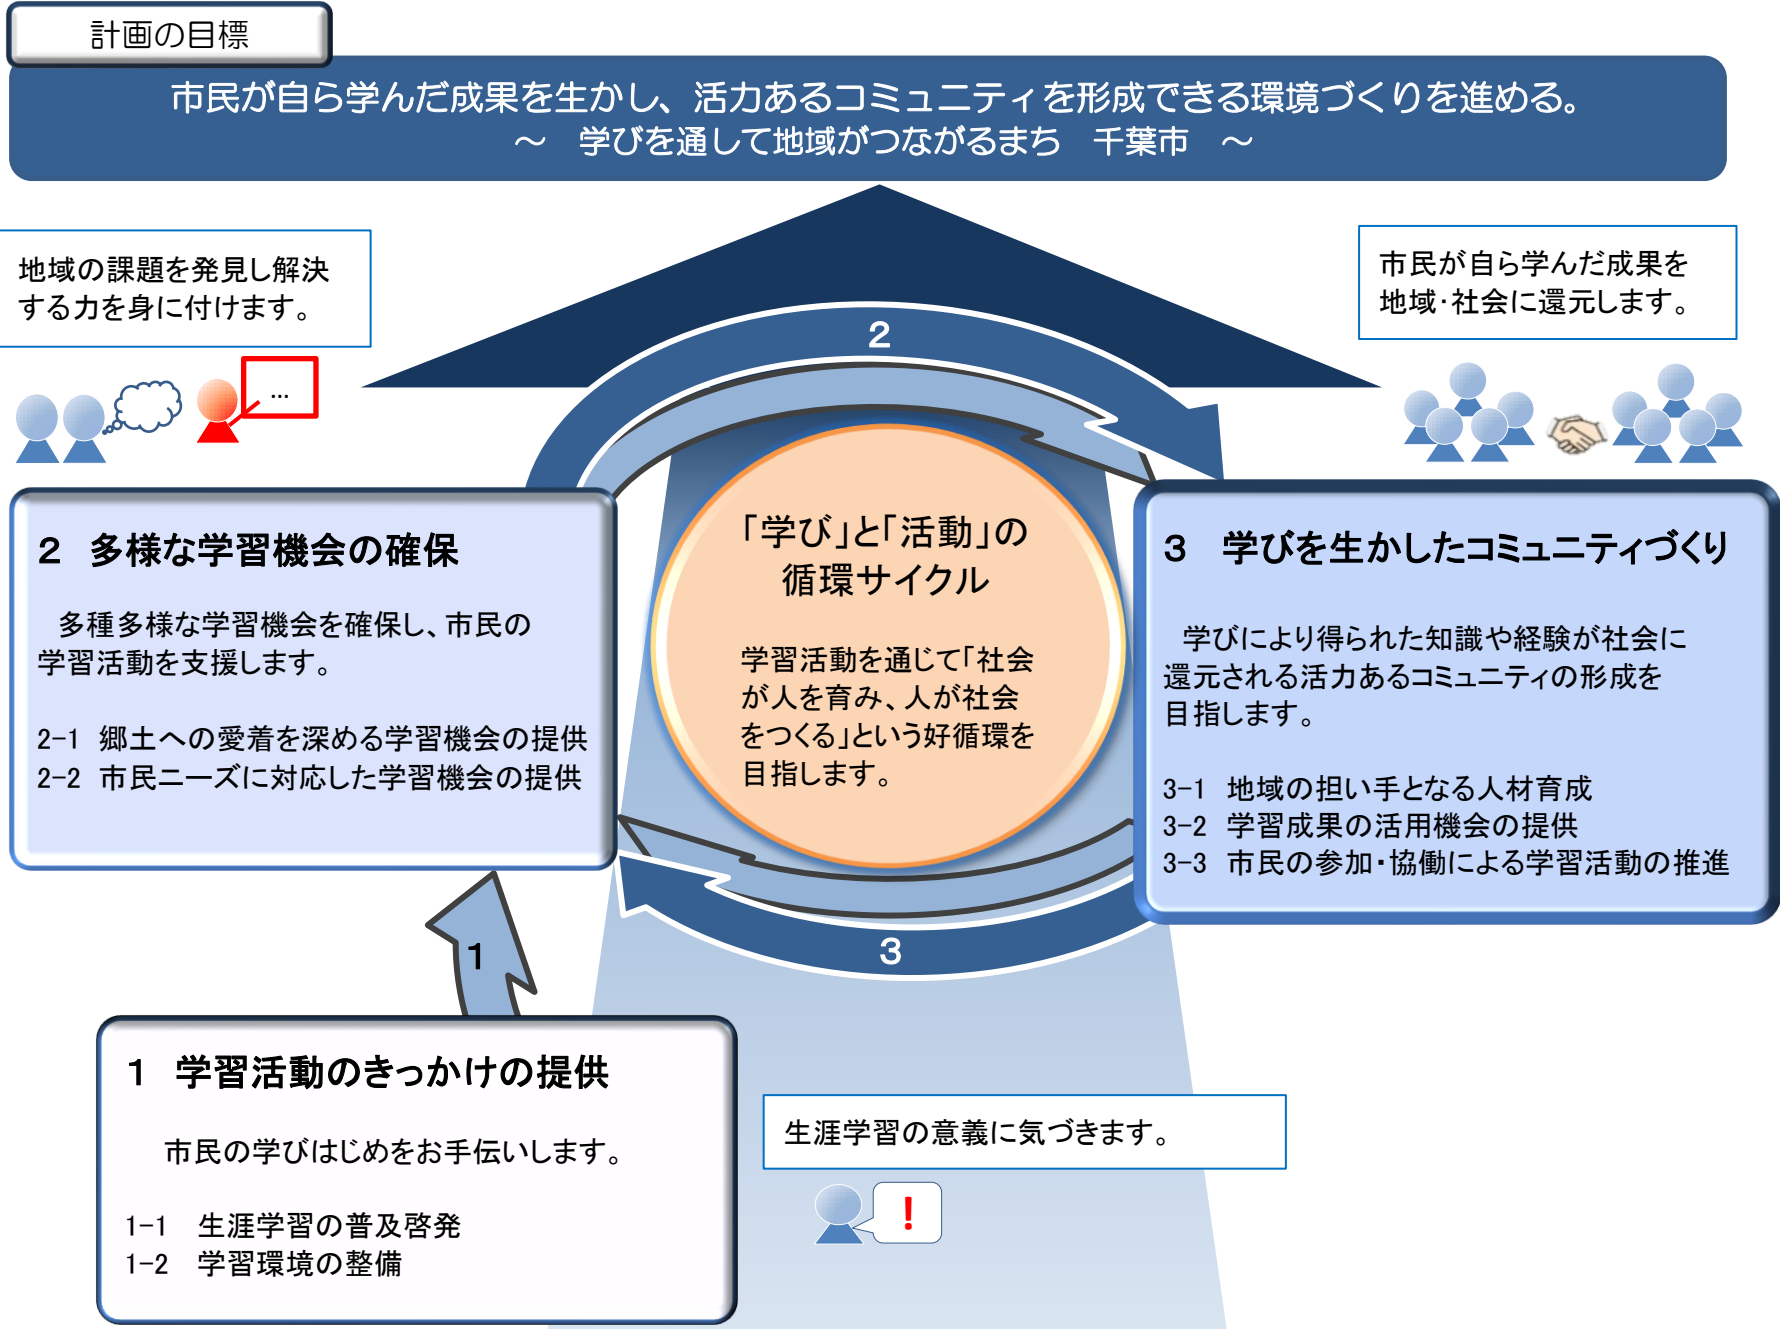 計画の目標
市民が自ら学んだ成果を生かし、活力あるコミュニティを形成できる環境づくりを進める。
～　学びを通して地域がつながるまち　千葉市　～
地域の課題を発見し解決
する力を身に付けます。
市民が自ら学んだ成果を
地域・社会に還元します。
…
2
2　多様な学習機会の確保
多種多様な学習機会を確保し、市民の
学習活動を支援します。
2-1　郷土への愛着を深める学習機会の提供
2-2　市民ニーズに対応した学習機会の提供
「学び」と「活動」の
循環サイクル
学習活動を通じて「社会
が人を育み、人が社会
をつくる」という好循環を
目指します。
3　学びを生かしたコミュニティづくり
学びにより得られた知識や経験が社会に
還元される活力あるコミュニティの形成を
目指します。
3-1　地域の担い手となる人材育成
3-2　学習成果の活用機会の提供
3-3　市民の参加・協働による学習活動の推進
3
1
1　学習活動のきっかけの提供
市民の学びはじめをお手伝いします。
1-1　生涯学習の普及啓発
1-2　学習環境の整備
生涯学習の意義に気づきます。
!